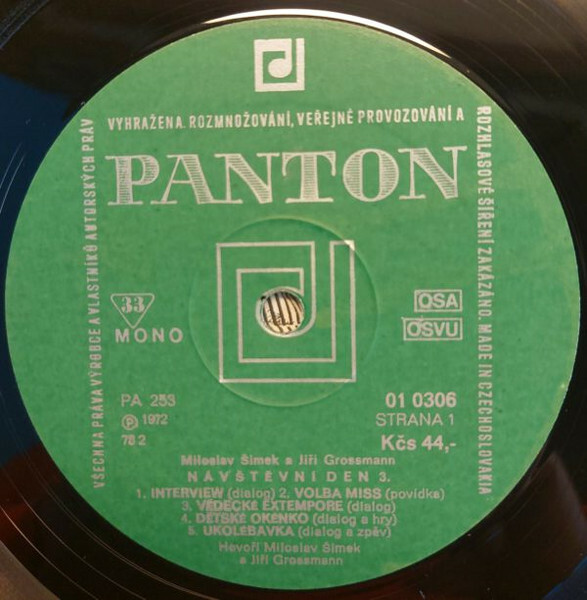 VŠECHNA PRÁVA VÝROBCE A VLASTNÍKŮ AUTORSKÝCH PRÁV
VYHRAŽENA. ROZMNOŽOVÁNÍ, VEŘEJNÉ PROVOZOVÁNÍ A
ROZHLASOVÉ ŠÍŘENÍ ZAKÁZÁNO. MADE IN CZECHOSLOVAKIA
PANTON
33
MONO
OSA
OSVU
PA 253
℗ 1972
78 2
01 0306
STRANA 1
Kčs 44,-
Miloslav Šimek a Jiří Grossmann
NÁVŠTĚVNÍ DEN 3.
1. INTERVIEW (dialog) 2. VOLBA MISS (povídka)
3. VĚDECKÉ EXTEMPORE (dialog)
4. DĚTSKÉ OKÉNKO (dialog a hry)
5. UKOLÉBAVKA (dialog a zpěv)
Hovoří Miloslav Šimek
a Jiří Grossmann